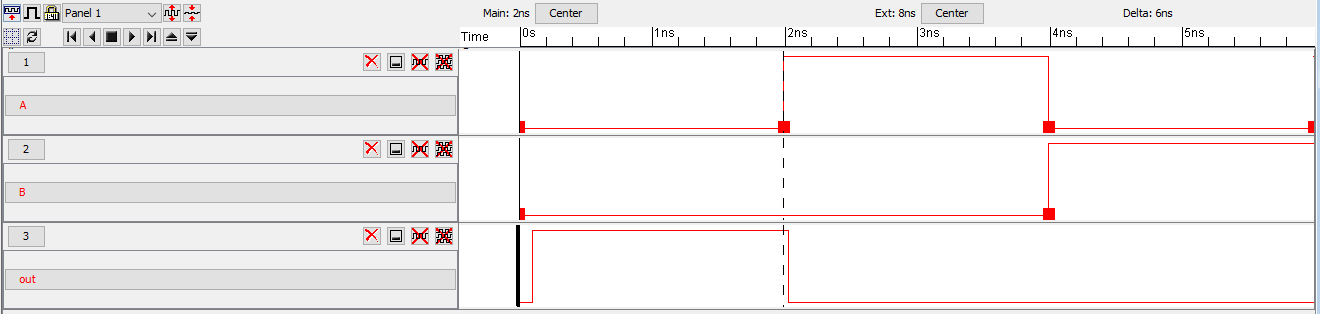 Panel 1 Main: 2ns Center Ext: 8ns Center Delta: 6ns
Time 0s 1ns 2ns 3ns 4ns 5ns
1
A
2
B
3
out